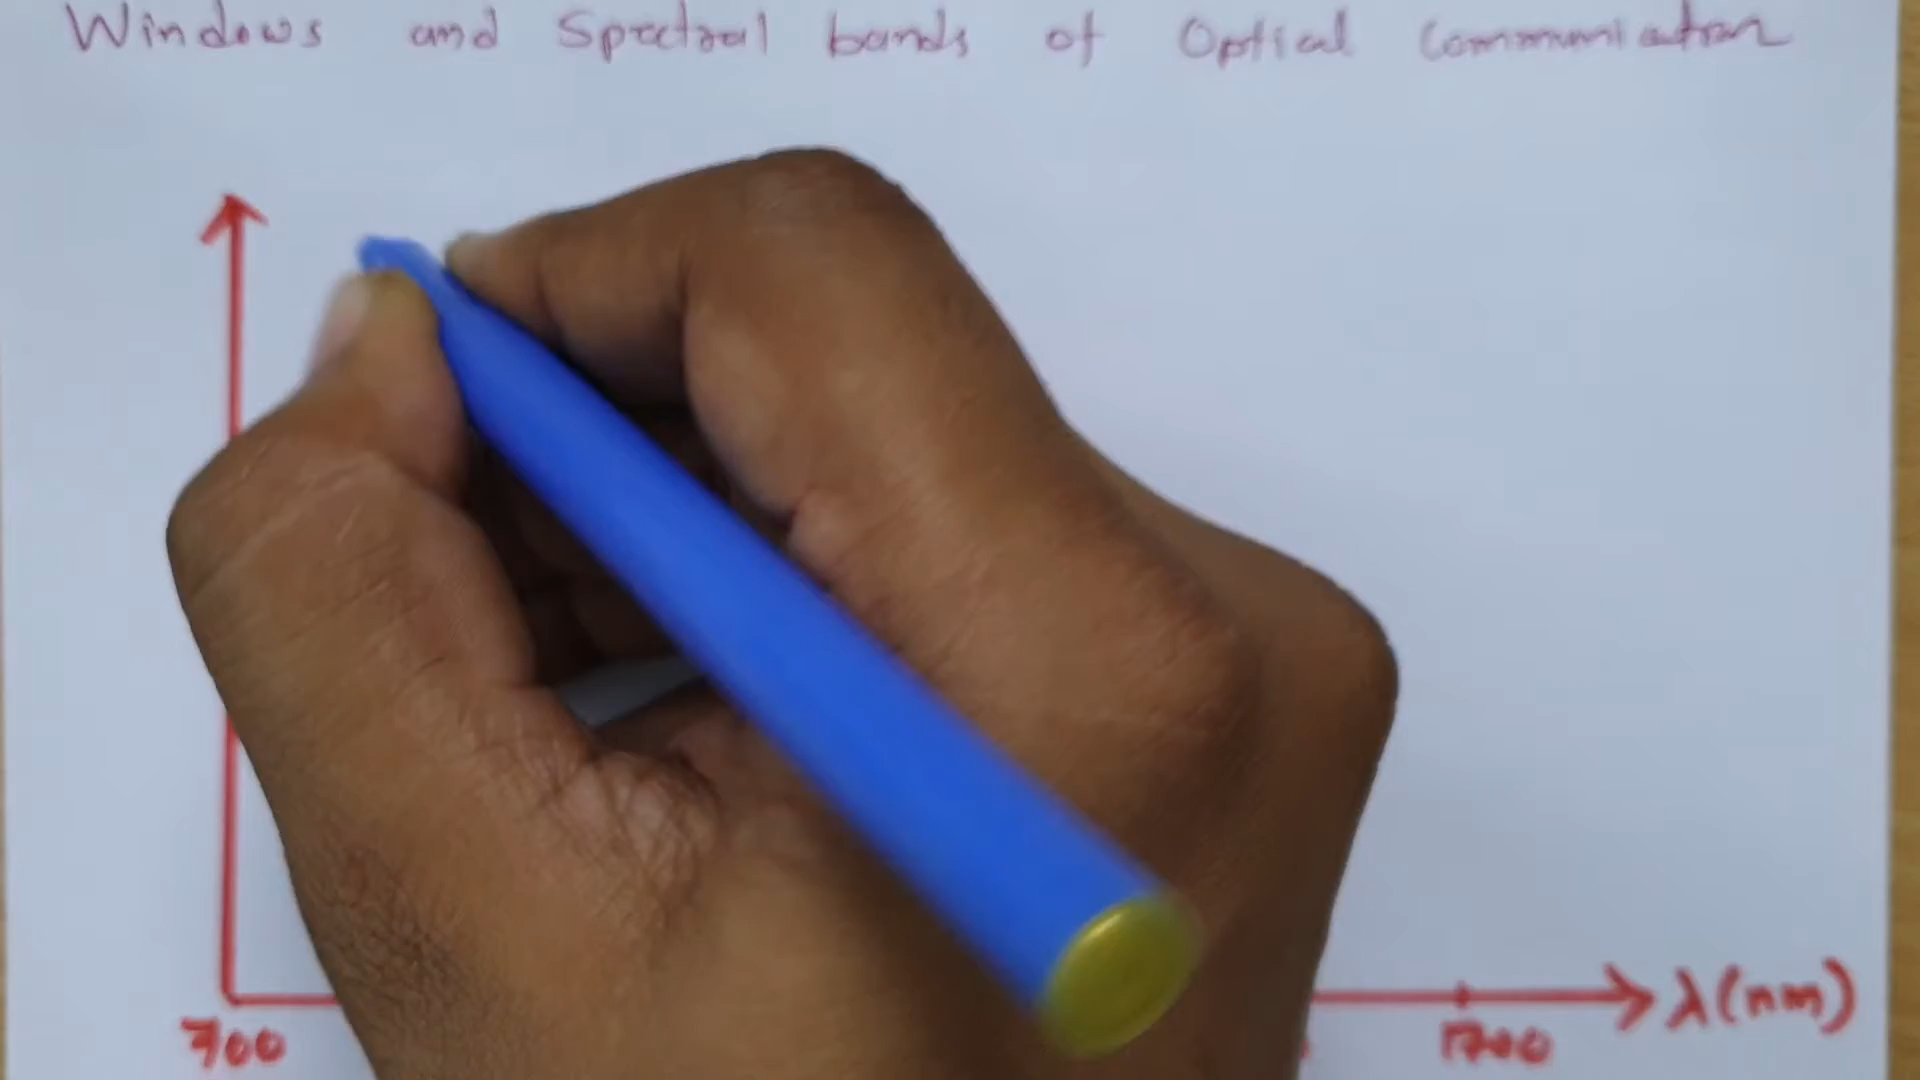 Windows and Spectral bands of Optical Communication
700
1700
λ(nm)